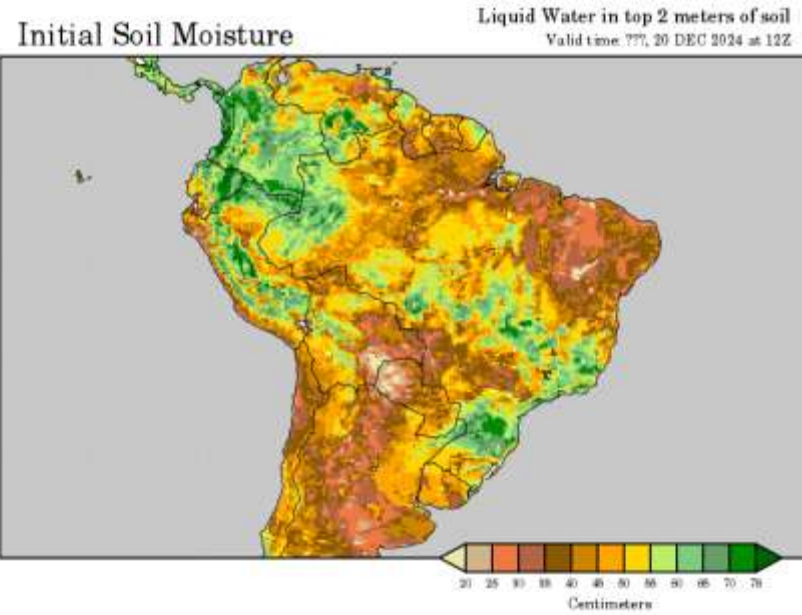 Initial Soil Moisture
Liquid Water in top 2 meters of soil
Valid time ???, 20 DEC 2024 at 12Z
20 25 30 35 40 45 50 55 60 65 70 75
Centimeters